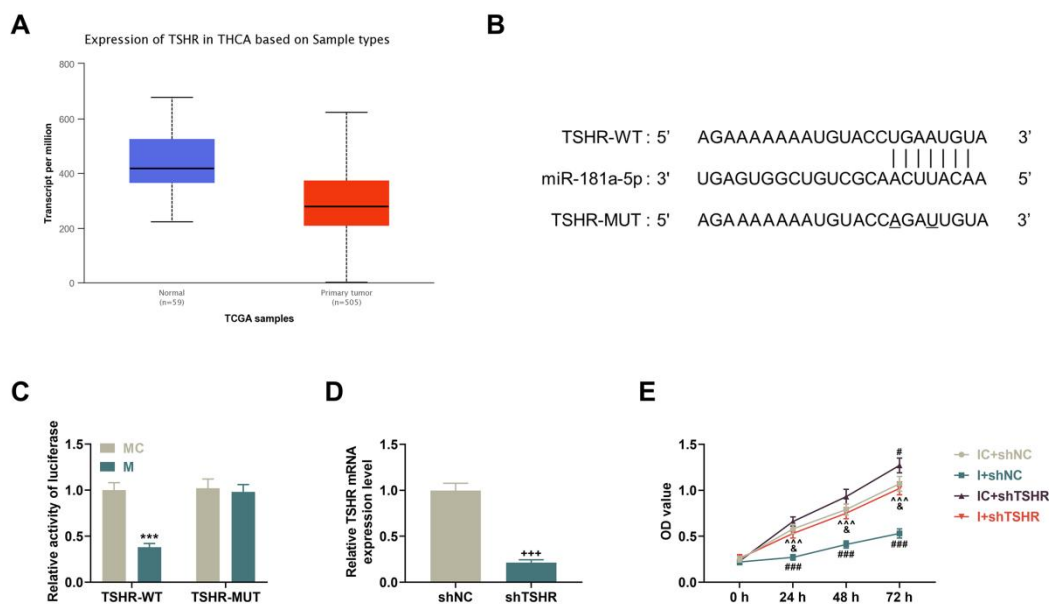 A
Expression of TSHR in THCA based on Sample types
Transcript per million
800
600
400
200
0
Normal
(n=59)
Primary tumor
(n=505)
TCGA samples
B
TSHR-WT : 5' AGAAAAAAAUGUACCUGAAUGUA 3'
miR-181a-5p : 3' UGAGUGGCUGUCGCAACUUACAA 5'
TSHR-MUT : 5' AGAAAAAAAUGUACCAGAUUGUA 3'
C
Relative activity of luciferase
1.5
1.0
0.5
0.0
MC
M
***
TSHR-WT TSHR-MUT
D
Relative TSHR mRNA
expression level
1.5
1.0
0.5
0.0
+++
shNC shTSHR
E
OD value
1.5
1.0
0.5
0.0
#
^^^
&
^^^
&
^^^
&
###
###
###
0 h 24 h 48 h 72 h
IC+shNC
I+shNC
IC+shTSHR
I+shTSHR